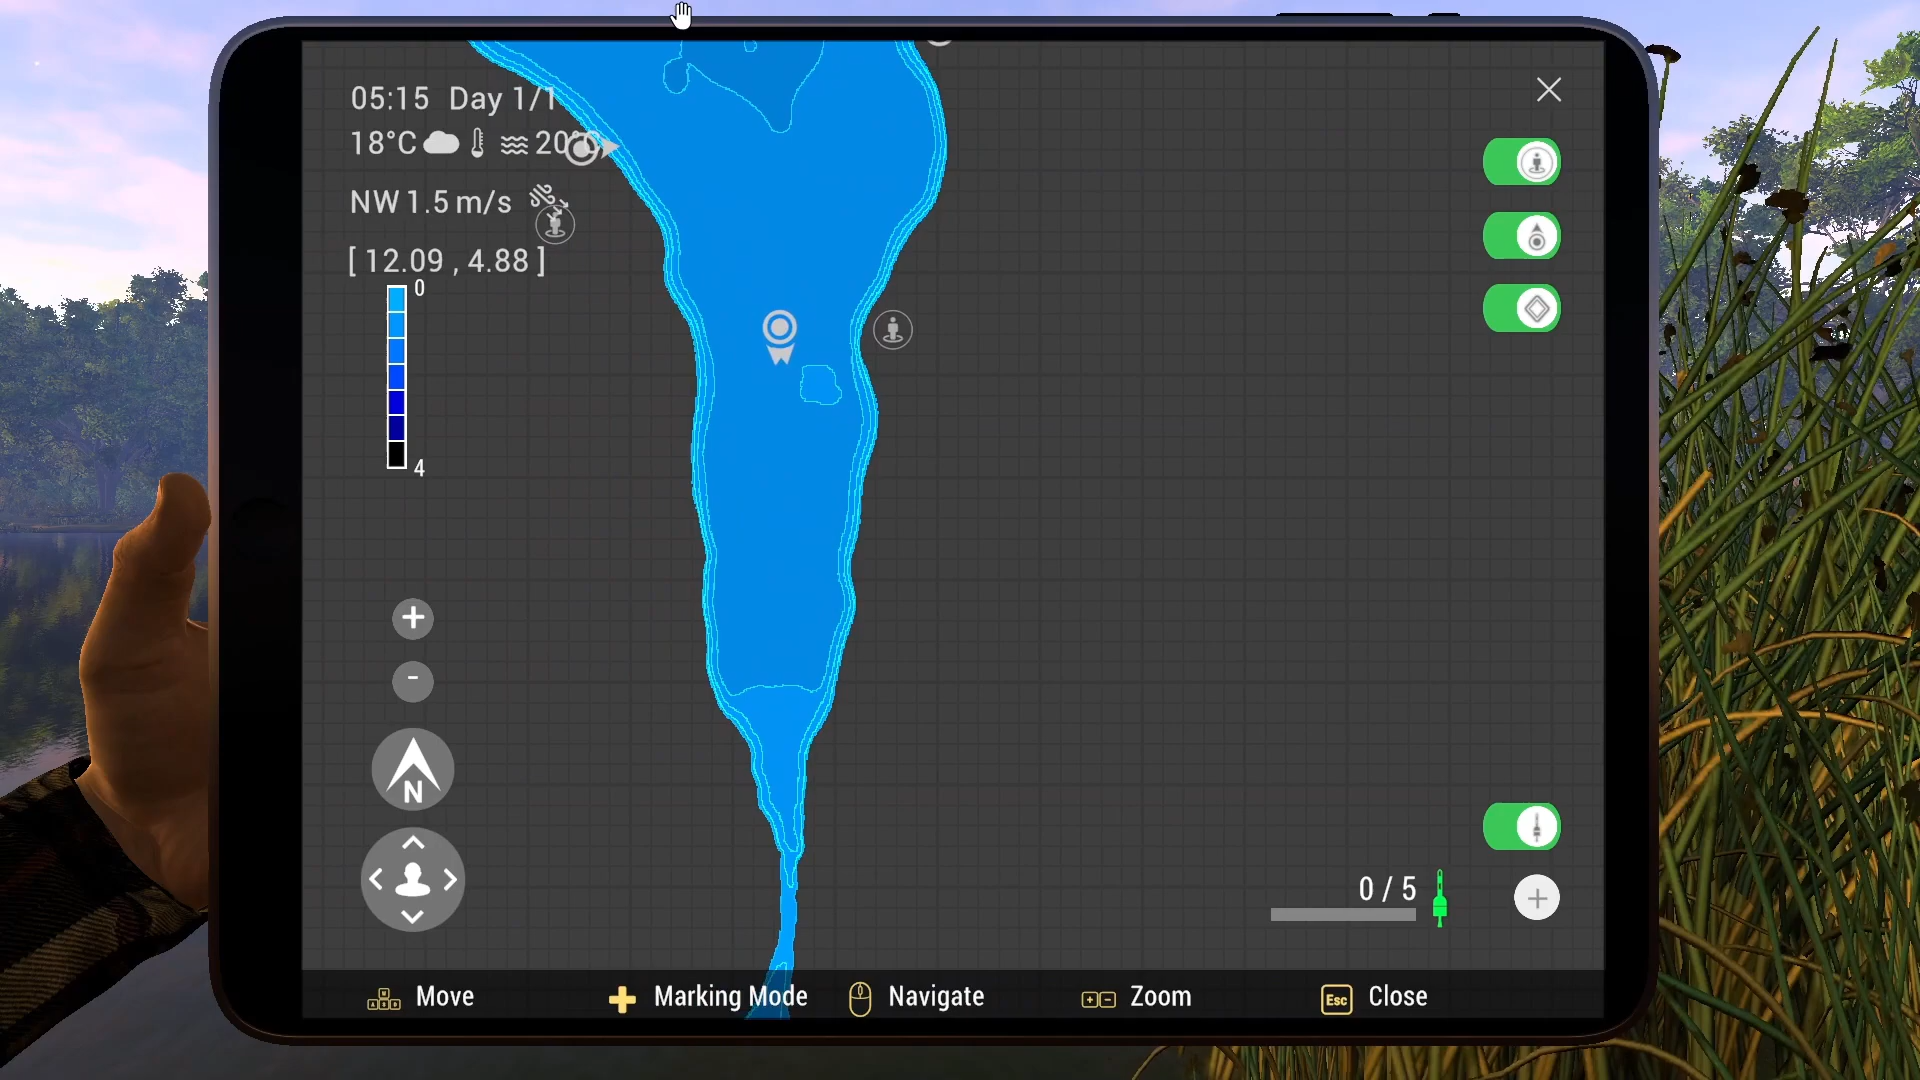 05:15 Day 1/1
18°C 20°C
NW 1.5 m/s
[ 12.09 , 4.88 ]
0
4
+
-
N
0 / 5
+
Move
Marking Mode
Navigate
Zoom
Esc Close